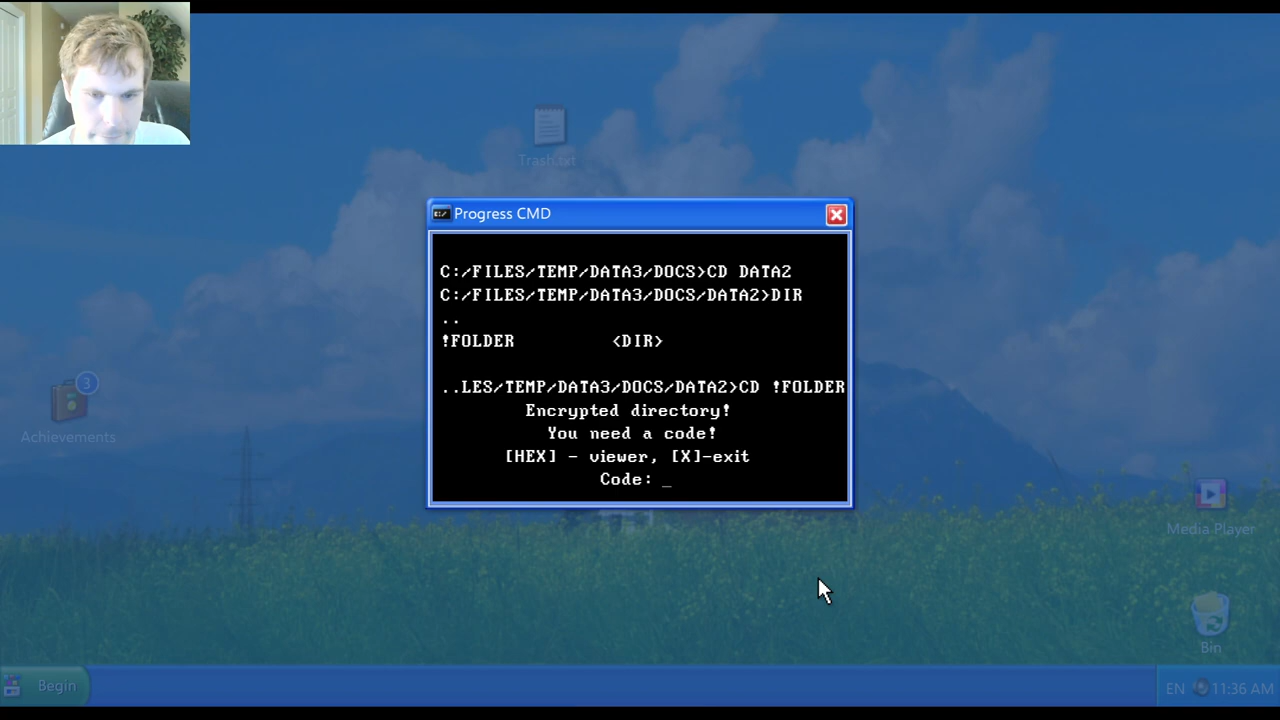 Trash.txt
Progress CMD
C:/FILES/TEMP/DATA3/DOCS>CD DATA2
C:/FILES/TEMP/DATA3/DOCS/DATA2>DIR
..
!FOLDER <DIR>
..LES/TEMP/DATA3/DOCS/DATA2>CD !FOLDER
Encrypted directory!
You need a code!
[HEX] - viewer, [X]-exit
Code: _
3
Achievements
Media Player
Bin
Begin
EN 11:36 AM